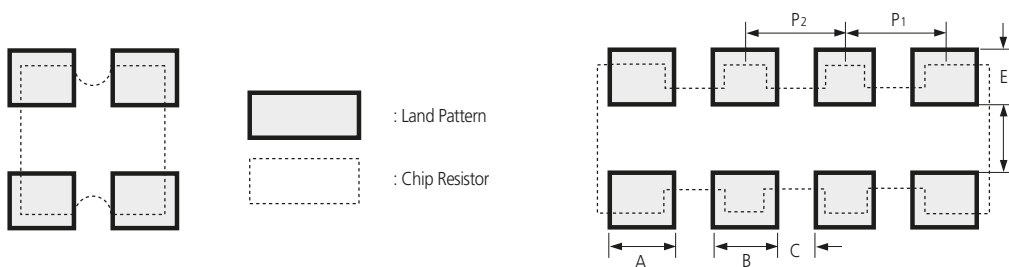 P2 P1
E
: Land Pattern
: Chip Resistor
A B C